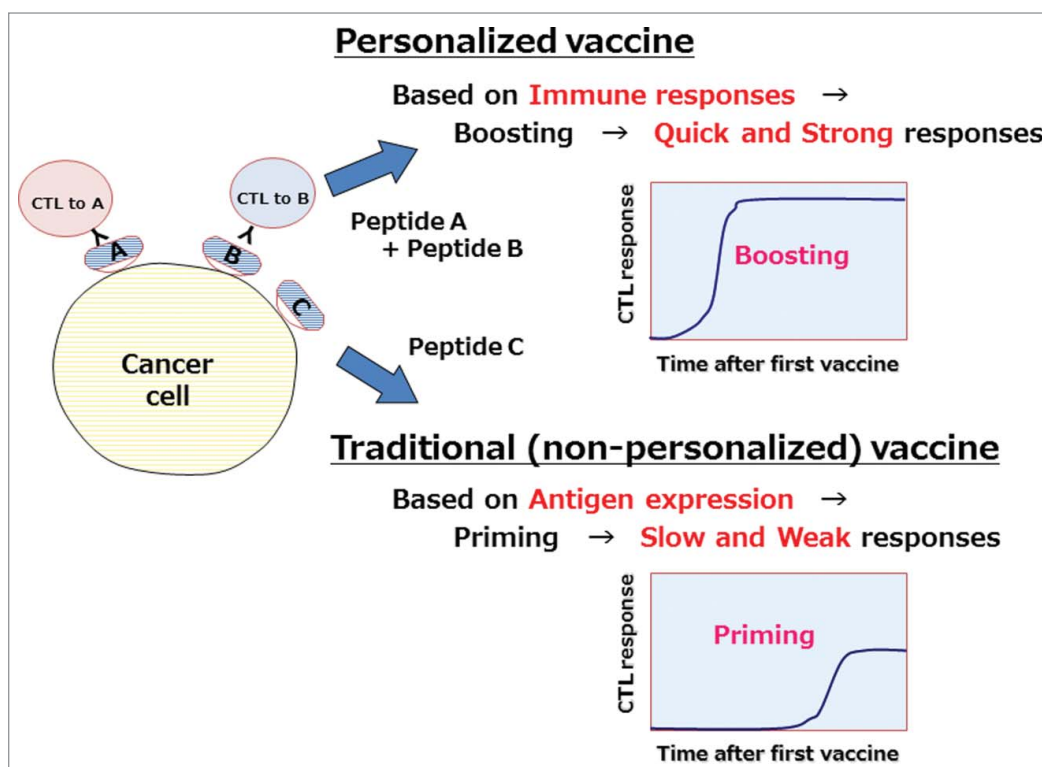 Personalized vaccine
Based on Immune responses →
Boosting → Quick and Strong responses
CTL to A
CTL to B
A
B
C
Cancer
cell
Peptide A
+ Peptide B
CTL response
Boosting
Time after first vaccine
Peptide C
Traditional (non-personalized) vaccine
Based on Antigen expression →
Priming → Slow and Weak responses
CTL response
Priming
Time after first vaccine